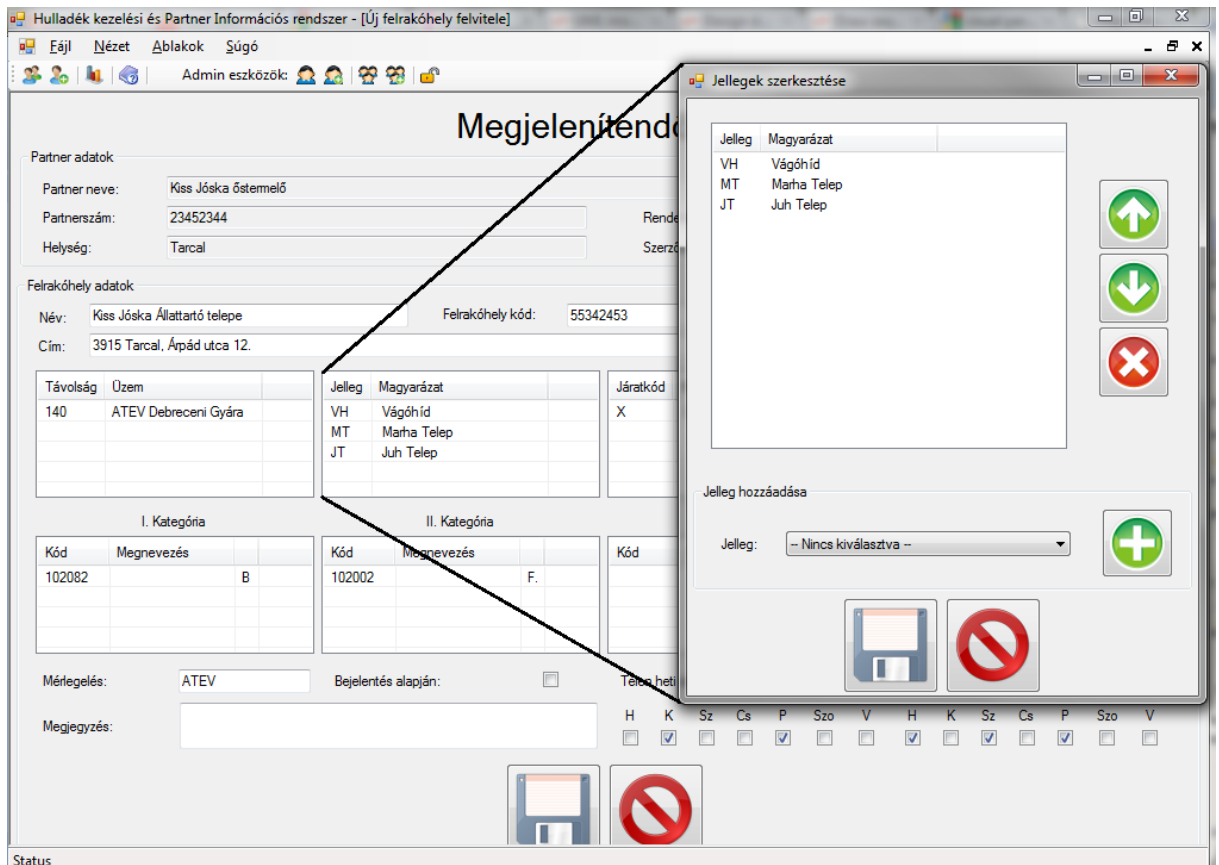 Hulladék kezelési és Partner Információs rendszer - [Új felrakóhely felvitele]
Fájl Nézet Ablakok Súgó
Admin eszközök:
Megjelenítendő
Partner adatok
Partner neve: Kiss Jóska őstermelő
Partnerszám: 23452344 Rende
Helység: Tarcal Szerző
Felrakóhely adatok
Név: Kiss Jóska Állattartó telepe Felrakóhely kód: 55342453
Cím: 3915 Tarcal, Árpád utca 12.
Távolság Üzem
140 ATEV Debreceni Gyára
Jelleg Magyarázat
VH Vágóhíd
MT Marha Telep
JT Juh Telep
Járatkód
X
I. Kategória II. Kategória
Kód Megnevezés
102082 B
Kód Megnevezés
102002 F.
Kód
Mérlegelés: ATEV Bejelentés alapján: Telep heti
H K Sz Cs P Szo V H K Sz Cs P Szo V
Megjegyzés:
Status
Jellegek szerkesztése
Jelleg Magyarázat
VH Vágóhíd
MT Marha Telep
JT Juh Telep
Jelleg hozzáadása
Jelleg: -- Nincs kiválasztva --